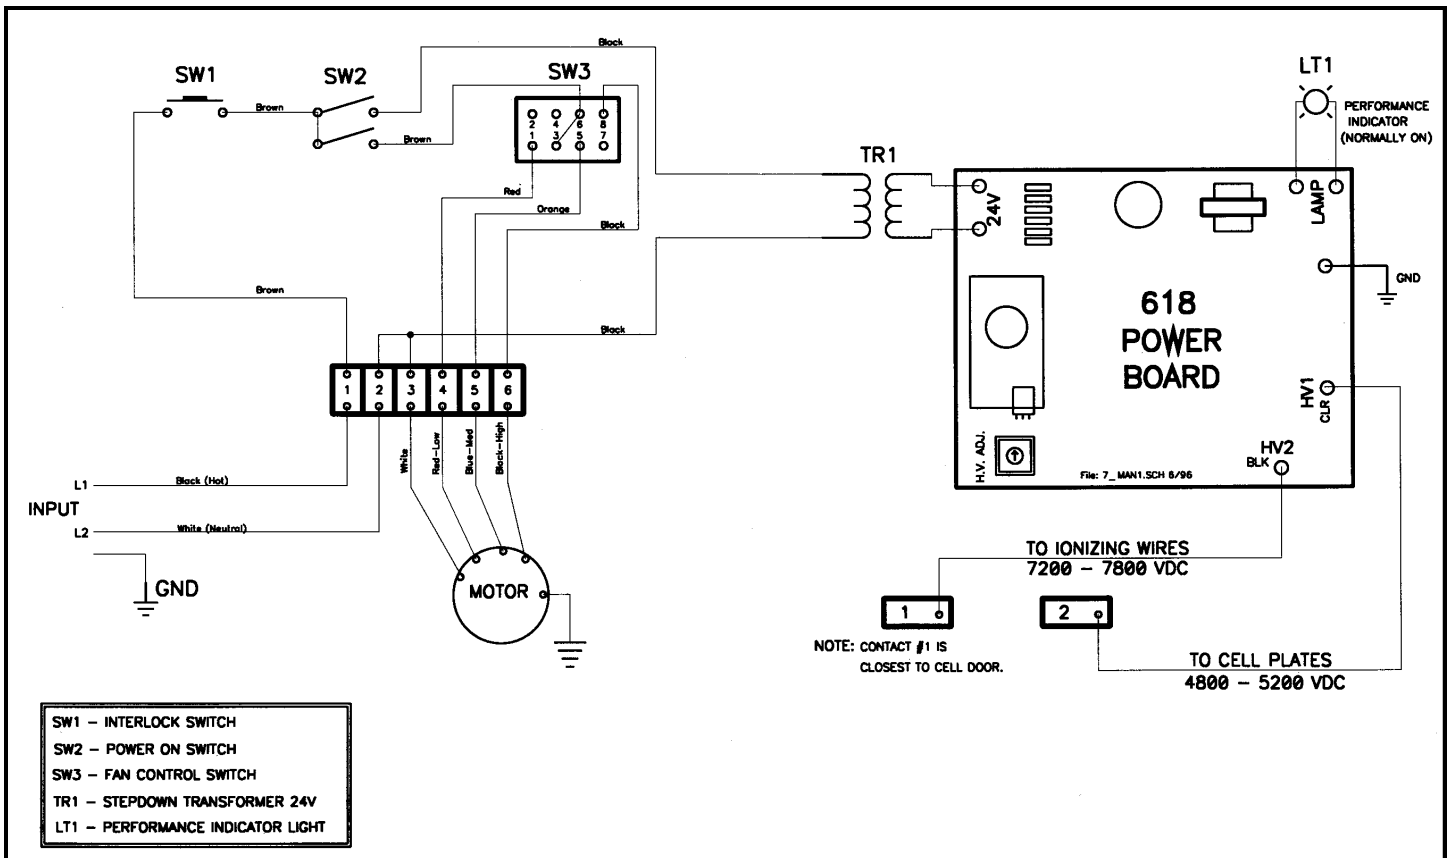 Black
SW1
SW2
SW3
LT1
Brown
Brown
2 4 6 8
1 3 5 7
PERFORMANCE
INDICATOR
(NORMALLY ON)
TR1
Red
Orange
Black
24V
LAMP
GND
Brown
Black
618
POWER
BOARD
1 2 3 4 5 6
HV1
CLR
White
Red-Low
Blue-Med
Black-High
H.V. ADJ.
HV2
BLK
File: 7_MAN1.SCH 6/96
L1
Black (Hot)
INPUT
L2
White (Neutral)
GND
MOTOR
TO IONIZING WIRES
7200 - 7800 VDC
1
2
NOTE: CONTACT #1 IS
CLOSEST TO CELL DOOR.
TO CELL PLATES
4800 - 5200 VDC
SW1 - INTERLOCK SWITCH
SW2 - POWER ON SWITCH
SW3 - FAN CONTROL SWITCH
TR1 - STEPDOWN TRANSFORMER 24V
LT1 - PERFORMANCE INDICATOR LIGHT